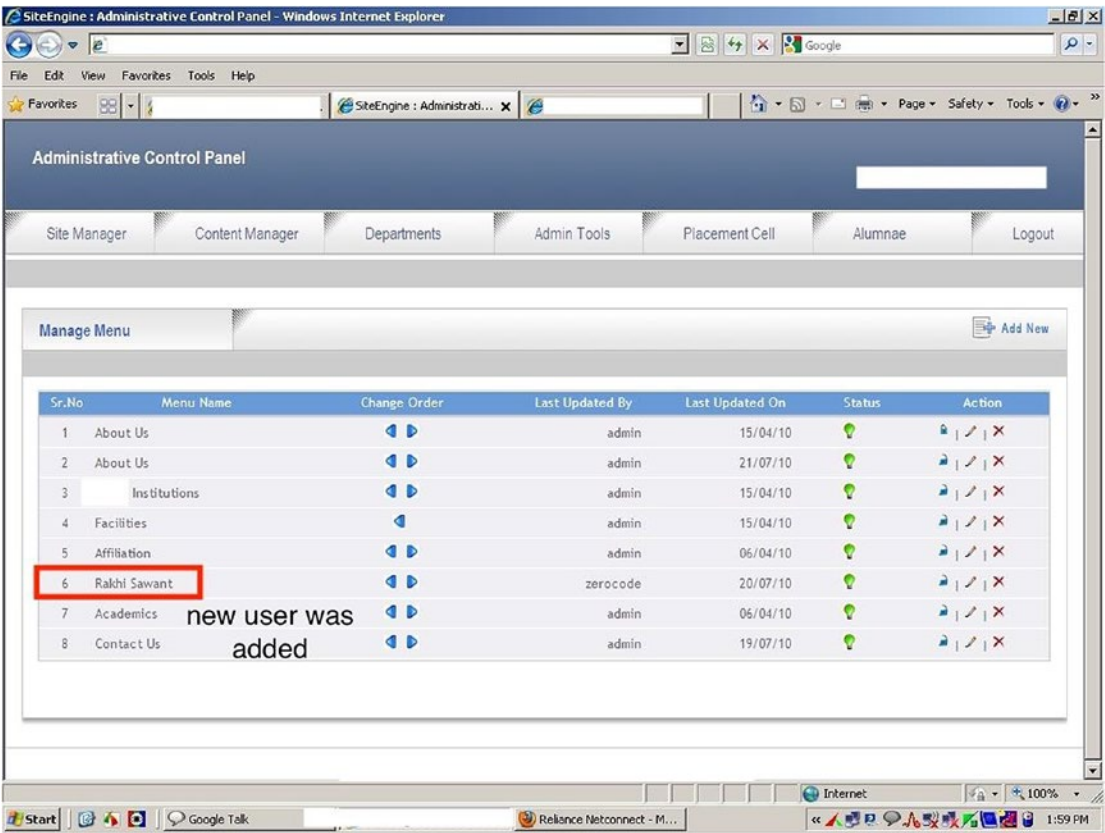 SiteEngine : Administrative Control Panel - Windows Internet Explorer
Google
File Edit View Favorites Tools Help
Favorites SiteEngine : Administrati... Page Safety Tools
Administrative Control Panel
Site Manager Content Manager Departments Admin Tools Placement Cell Alumnae Logout
Manage Menu Add New
Sr.No Menu Name Change Order Last Updated By Last Updated On Status Action
1 About Us admin 15/04/10
2 About Us admin 21/07/10
3 Institutions admin 15/04/10
4 Facilities admin 15/04/10
5 Affiliation admin 06/04/10
6 Rakhi Sawant zerocode 20/07/10
7 Academics admin 06/04/10
new user was
8 Contact Us admin 19/07/10
added
Internet 100%
Start Google Talk Reliance Netconnect - M... 1:59 PM